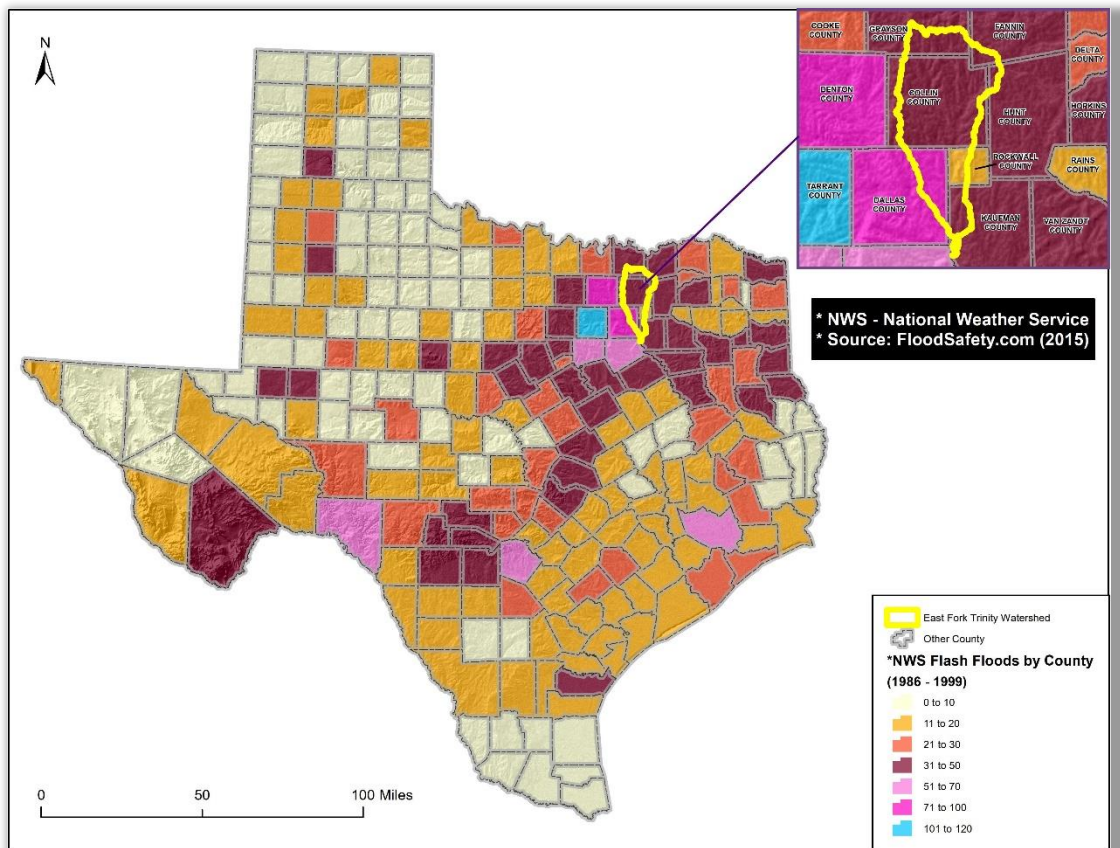 N
COOKE
COUNTY
GRAYSON
COUNTY
FANNIN
COUNTY
DELTA
COUNTY
DENTON
COUNTY
COLLIN
COUNTY
HUNT
COUNTY
HOPKINS
COUNTY
ROCKWALL
COUNTY
RAINS
COUNTY
TARRANT
COUNTY
DALLAS
COUNTY
KAUFMAN
COUNTY
VAN ZANDT
COUNTY
* NWS - National Weather Service
* Source: FloodSafety.com (2015)
East Fork Trinity Watershed
Other County
*NWS Flash Floods by County
(1986 - 1999)
0 to 10
11 to 20
21 to 30
31 to 50
51 to 70
71 to 100
101 to 120
0 50 100 Miles